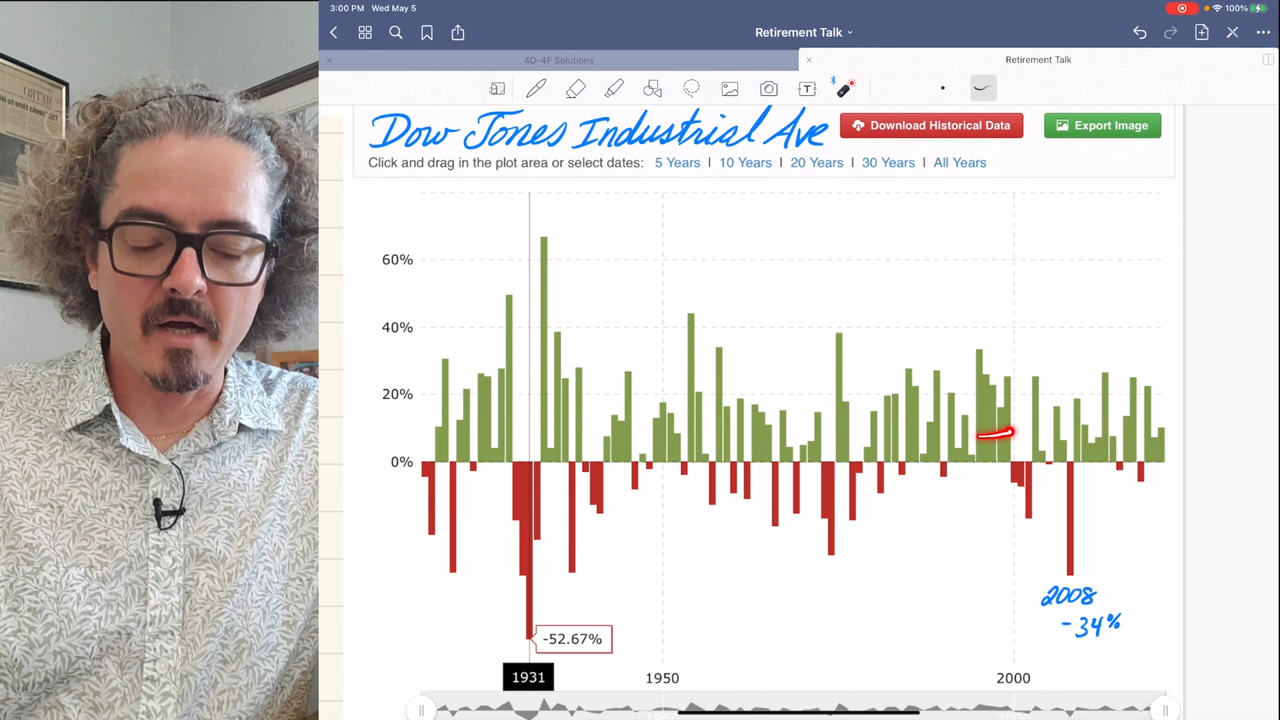 3:00 PM Wed May 5
100%
Retirement Talk
4D-4F Solutions
Retirement Talk
T
Dow Jones Industrial Ave
Download Historical Data
Export Image
Click and drag in the plot area or select dates: 5 Years | 10 Years | 20 Years | 30 Years | All Years
60%
40%
20%
0%
2008
-34%
-52.67%
1931
1950
2000